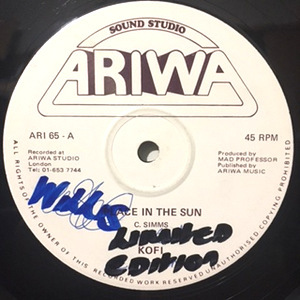 SOUND STUDIO
ARIWA
ARI 65 - A
45 RPM
Recorded at
ARIWA STUDIO
London
Tel: 01-653 7744
Produced by
MAD PROFESSOR
Published by
ARIWA MUSIC
PLACE IN THE SUN
C. SIMMS
KOFI
LIMITED
EDITION
ALL RIGHTS OF THE OWNER OF THIS RECORDED WORK RESERVED UNAUTHORISED COPYING PROHIBITED